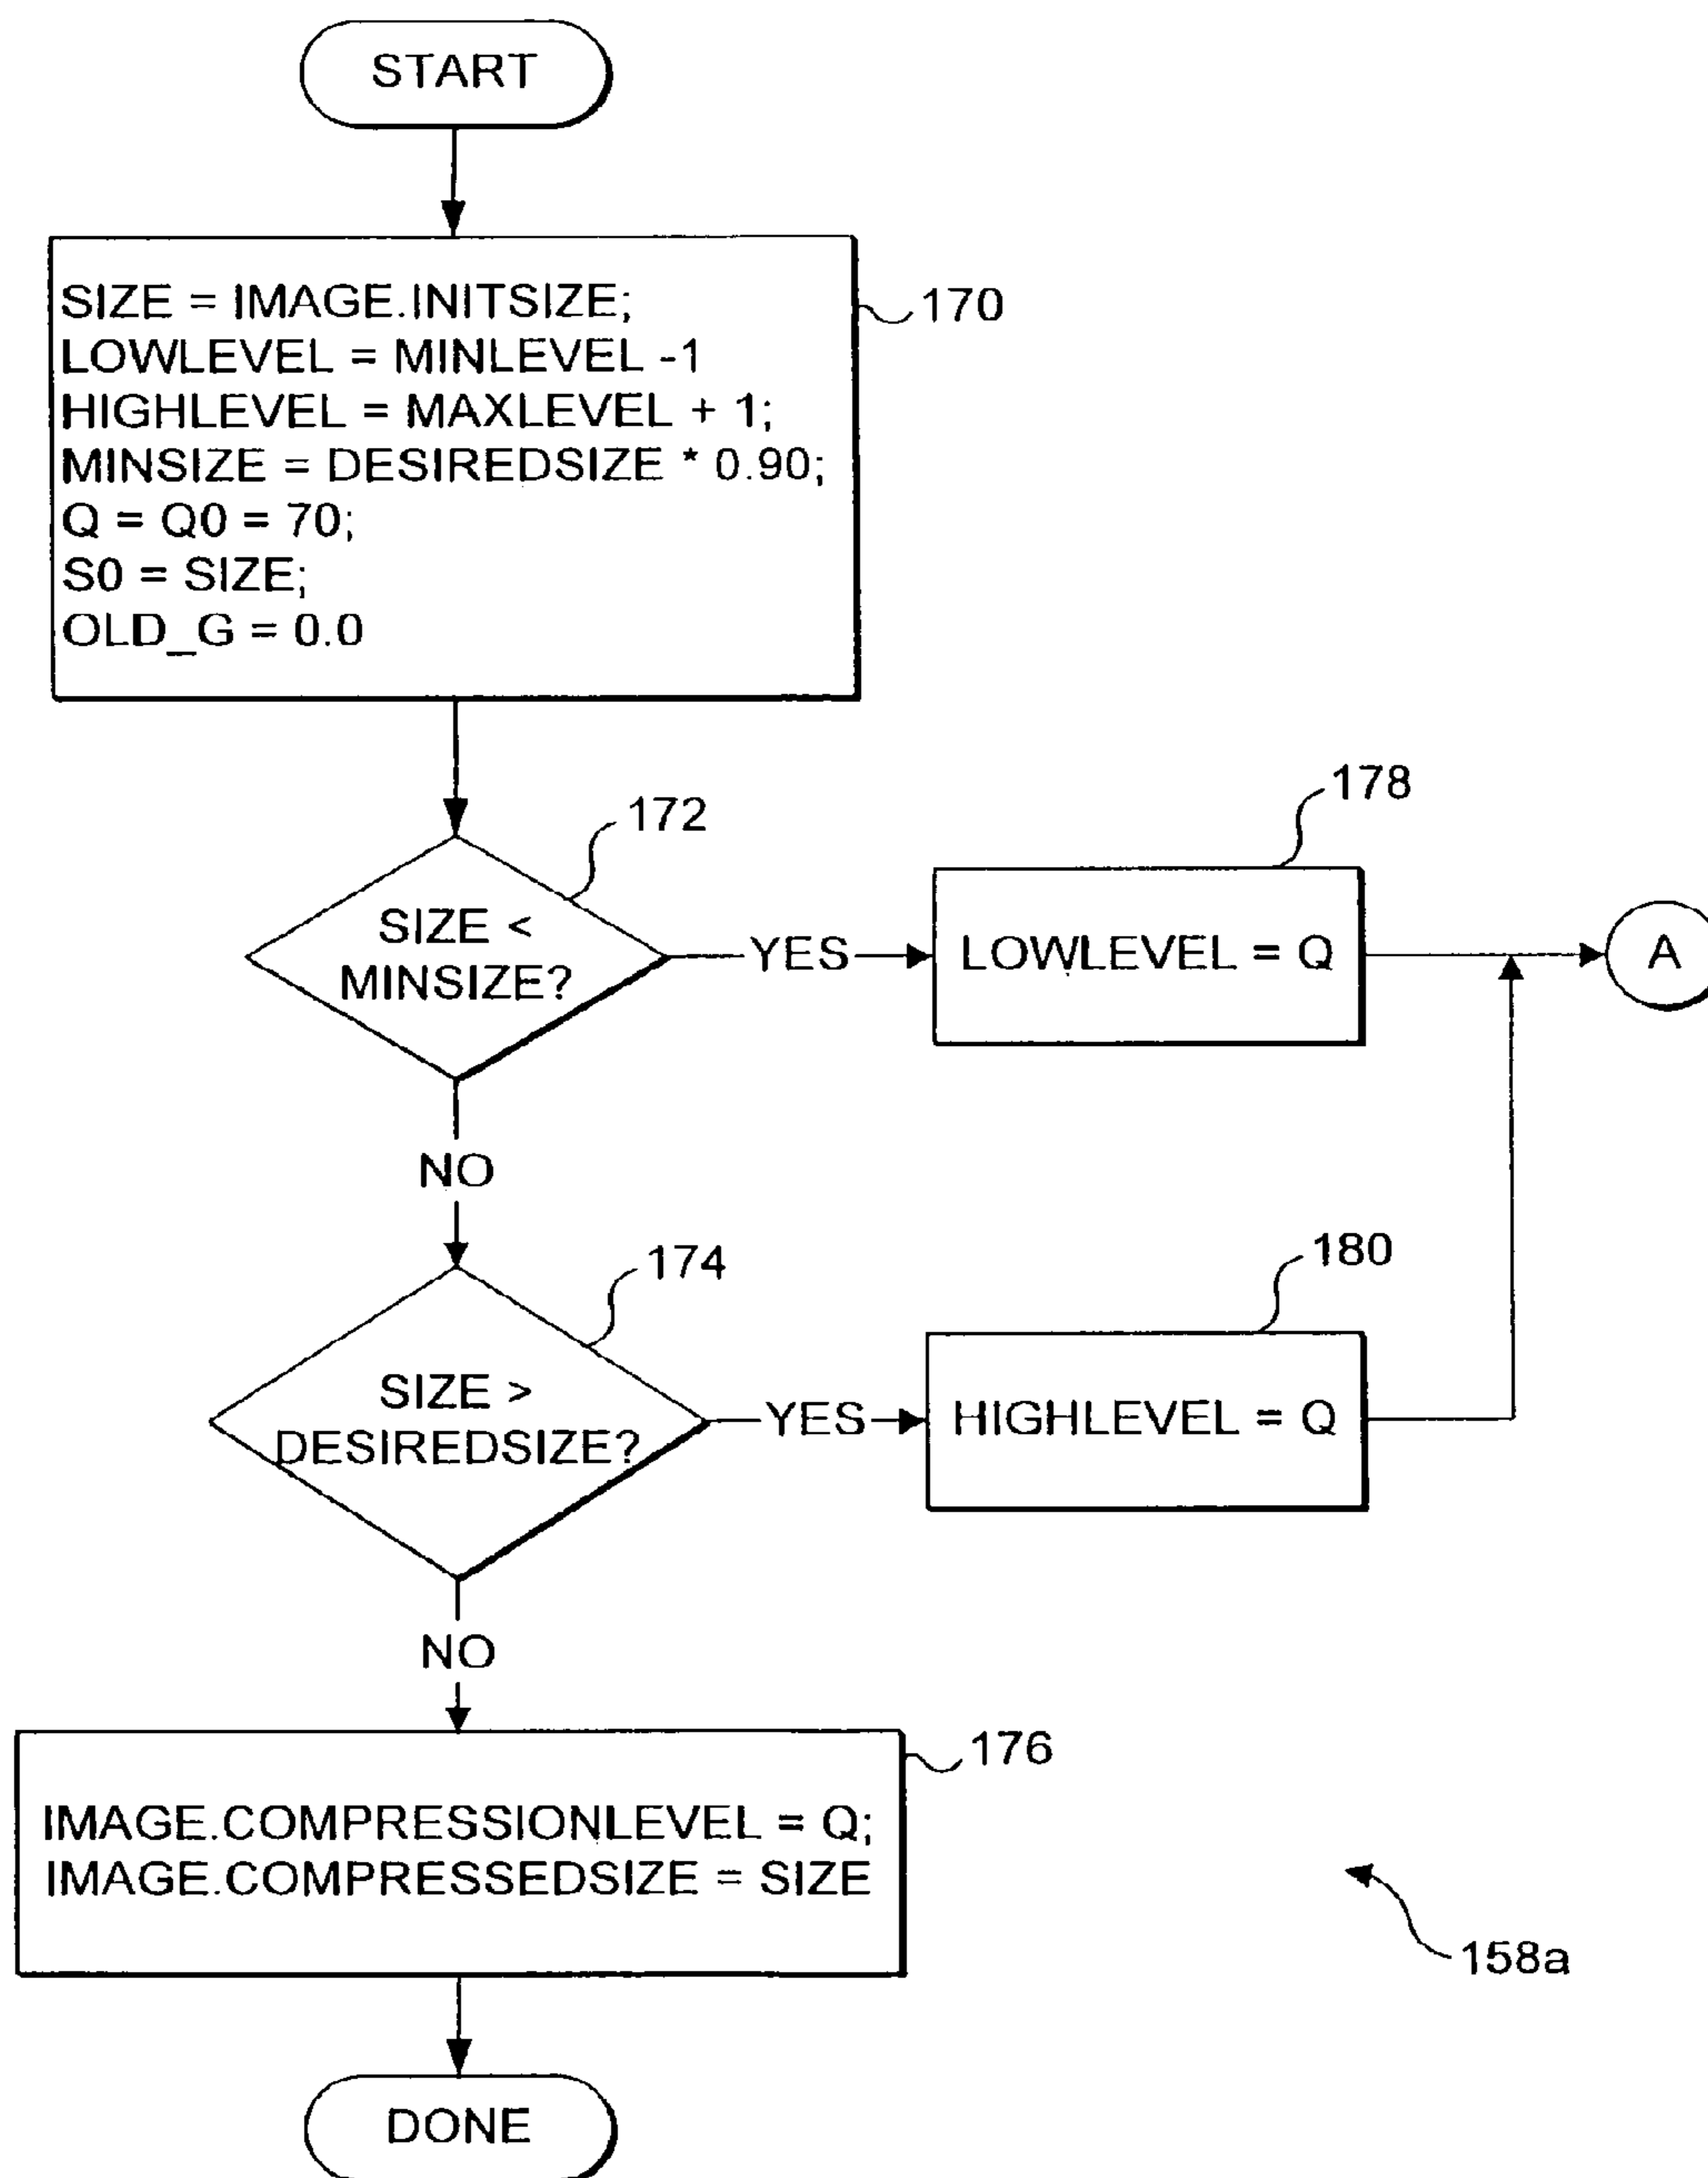 START
SIZE = IMAGE.INITSIZE;
LOWLEVEL = MINLEVEL -1
HIGHLEVEL = MAXLEVEL + 1;
MINSIZE = DESIREDSIZE * 0.90;
Q = Q0 = 70;
S0 = SIZE;
OLD_G = 0.0
170
172
SIZE <
MINSIZE?
YES
178
LOWLEVEL = Q
A
NO
174
SIZE >
DESIREDSIZE?
YES
180
HIGHLEVEL = Q
NO
176
IMAGE.COMPRESSIONLEVEL = Q;
IMAGE.COMPRESSEDSIZE = SIZE
158a
DONE